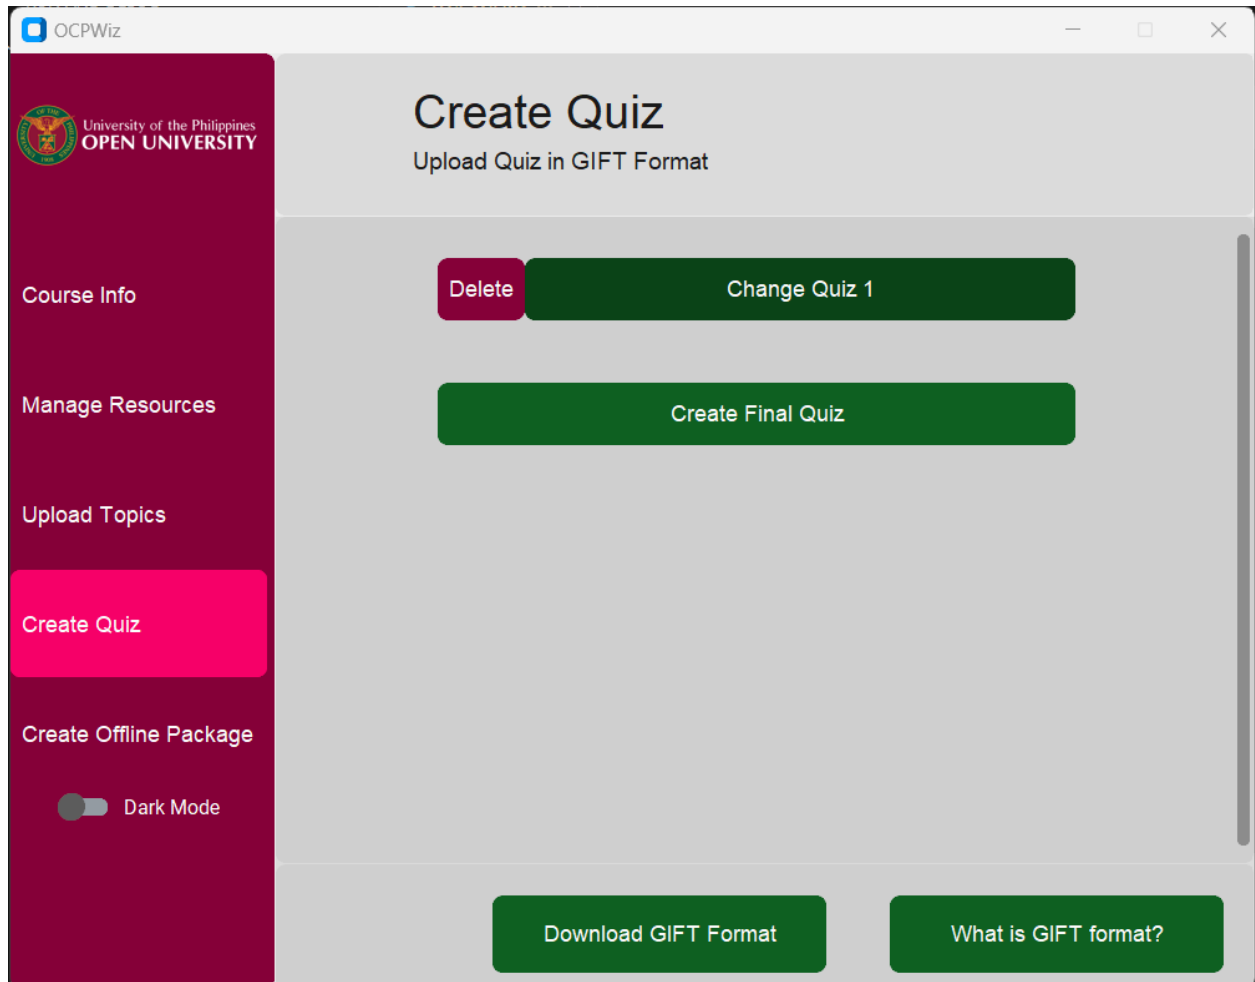 OCPWiz
University of the Philippines
OPEN UNIVERSITY
Create Quiz
Upload Quiz in GIFT Format
Course Info
Manage Resources
Upload Topics
Create Quiz
Create Offline Package
Dark Mode
Delete
Change Quiz 1
Create Final Quiz
Download GIFT Format
What is GIFT format?